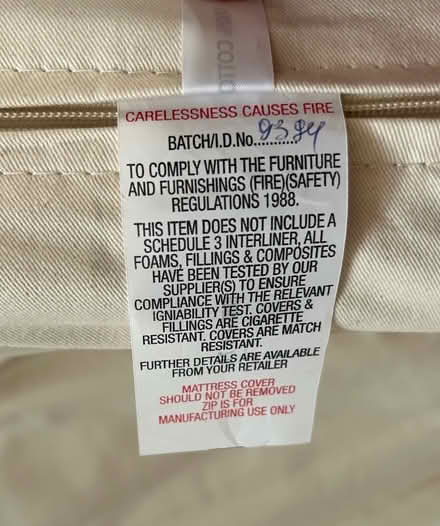 CARELESSNESS CAUSES FIRE
BATCH/I.D.No...........9394
TO COMPLY WITH THE FURNITURE
AND FURNISHINGS (FIRE)(SAFETY)
REGULATIONS 1988.
THIS ITEM DOES NOT INCLUDE A
SCHEDULE 3 INTERLINER, ALL
FOAMS, FILLINGS & COMPOSITES
HAVE BEEN TESTED BY OUR
SUPPLIER(S) TO ENSURE
COMPLIANCE WITH THE RELEVANT
IGNIABILITY TEST. COVERS &
FILLINGS ARE CIGARETTE
RESISTANT. COVERS ARE MATCH
RESISTANT.
FURTHER DETAILS ARE AVAILABLE
FROM YOUR RETAILER
MATTRESS COVER
SHOULD NOT BE REMOVED
ZIP IS FOR
MANUFACTURING USE ONLY